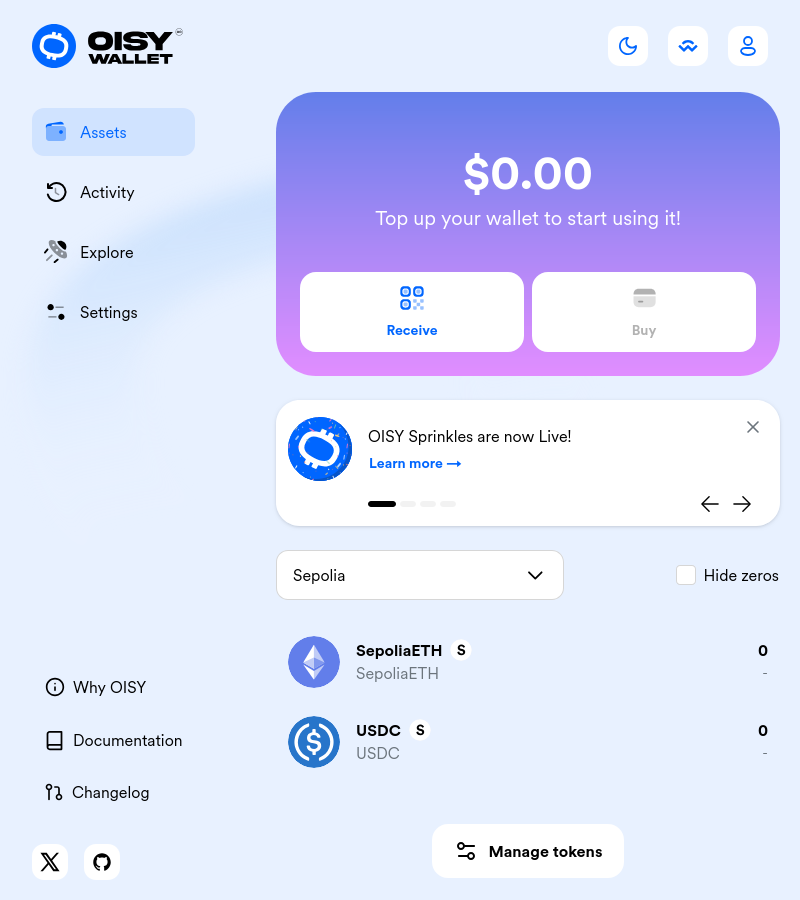 OISY
WALLET
Assets
Activity
Explore
Settings
$0.00
Top up your wallet to start using it!
Receive
Buy
OISY Sprinkles are now Live!
Learn more →
Sepolia
Hide zeros
SepoliaETH S
0
SepoliaETH
-
USDC S
0
USDC
-
Why OISY
Documentation
Changelog
Manage tokens